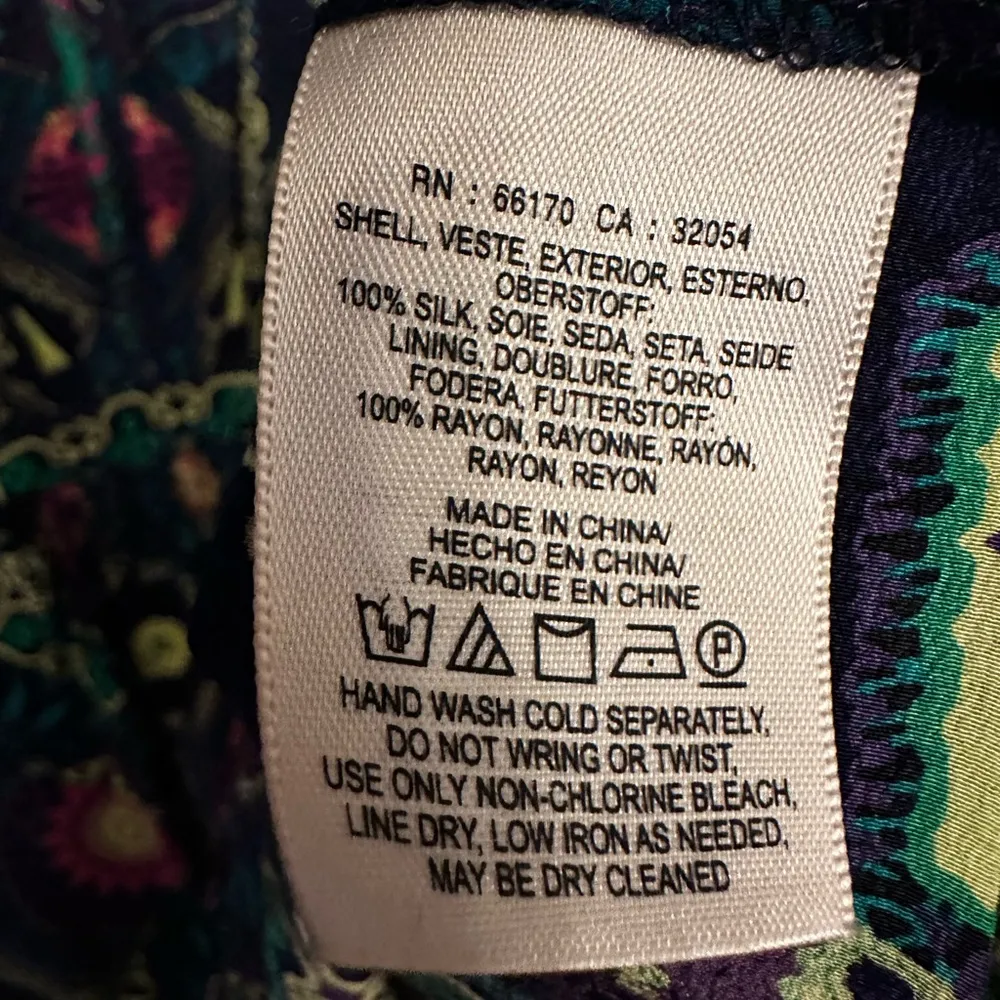 RN : 66170 CA : 32054
SHELL, VESTE, EXTERIOR, ESTERNO,
OBERSTOFF:
100% SILK, SOIE, SEDA, SETA, SEIDE
LINING, DOUBLURE, FORRO,
FODERA, FUTTERSTOFF:
100% RAYON, RAYONNE, RAYÓN,
RAYON, REYON
MADE IN CHINA/
HECHO EN CHINA/
FABRIQUE EN CHINE
P
HAND WASH COLD SEPARATELY,
DO NOT WRING OR TWIST,
USE ONLY NON-CHLORINE BLEACH,
LINE DRY, LOW IRON AS NEEDED,
MAY BE DRY CLEANED